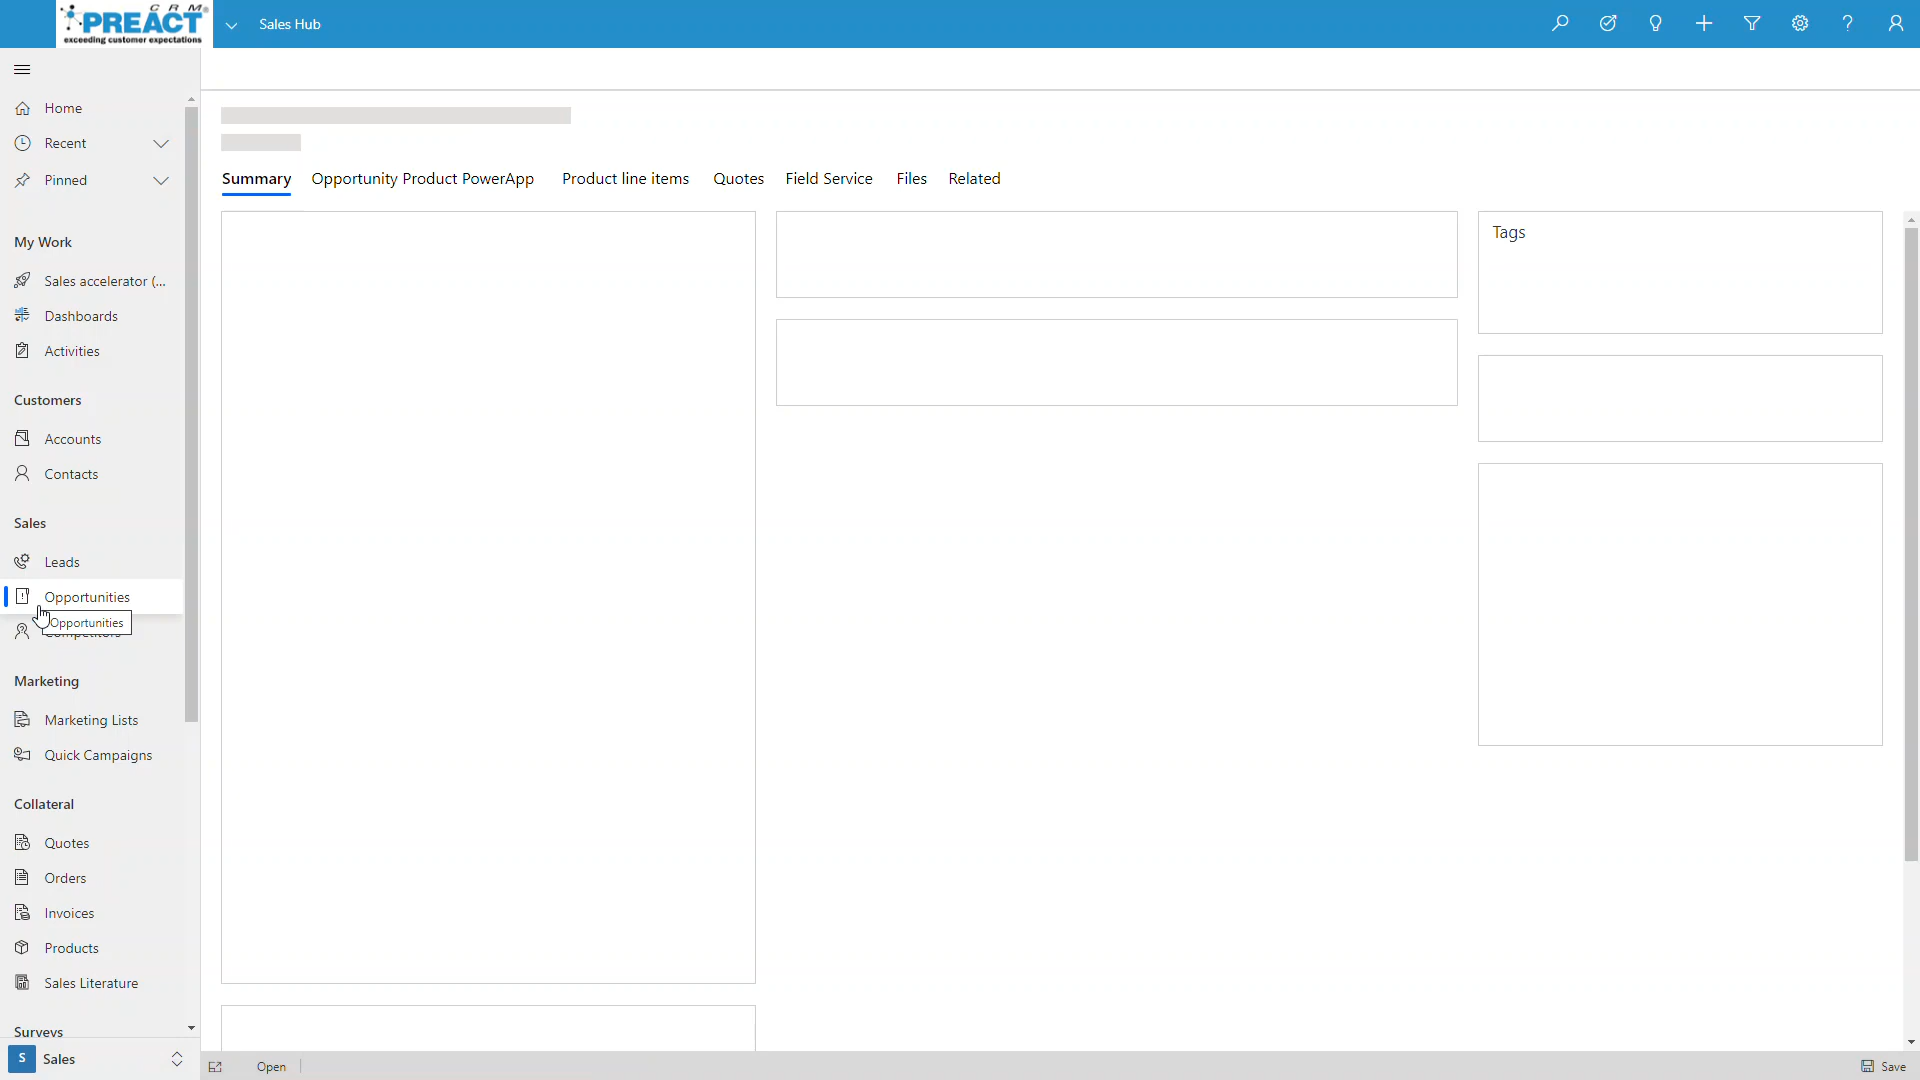 CRM
PREACT
exceeding customer expectations
Sales Hub
Home
Recent
Pinned
My Work
Sales accelerator (...
Dashboards
Activities
Customers
Accounts
Contacts
Sales
Leads
Opportunities
Opportunities
Competitors
Marketing
Marketing Lists
Quick Campaigns
Collateral
Quotes
Orders
Invoices
Products
Sales Literature
Surveys
S Sales
Summary Opportunity Product PowerApp Product line items Quotes Field Service Files Related
Tags
Open
Save